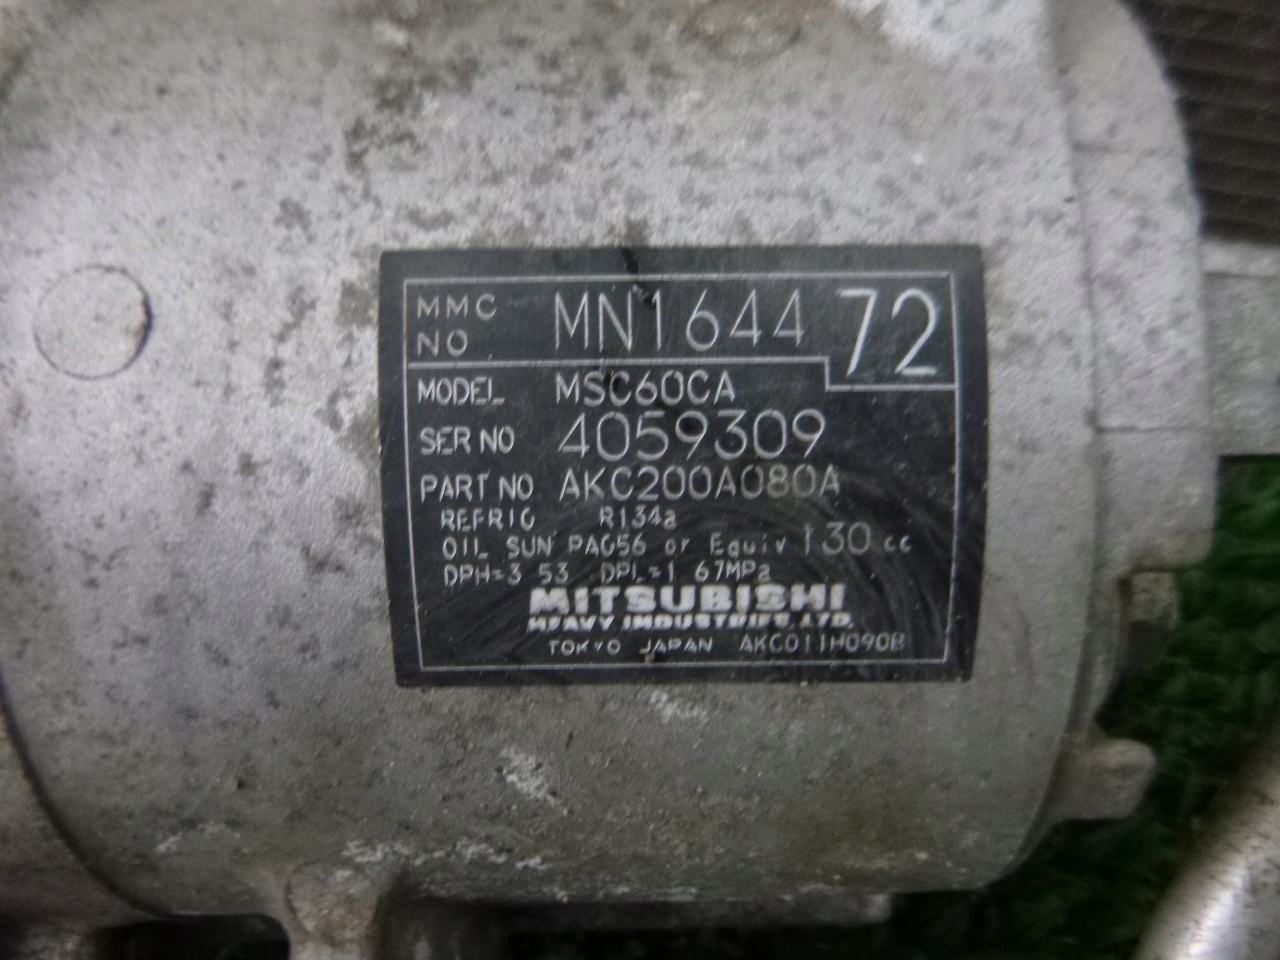 MMC NO MN164472
MODEL MSC60CA
SER NO 4059309
PART NO AKC200A080A
REFRIG R134a
OIL SUN PAG56 or Equiv 130 cc
DPH=3 53 DPL=1 67MPa
MITSUBISHI
HEAVY INDUSTRIES, LTD.
TOKYO JAPAN AKC011H090B